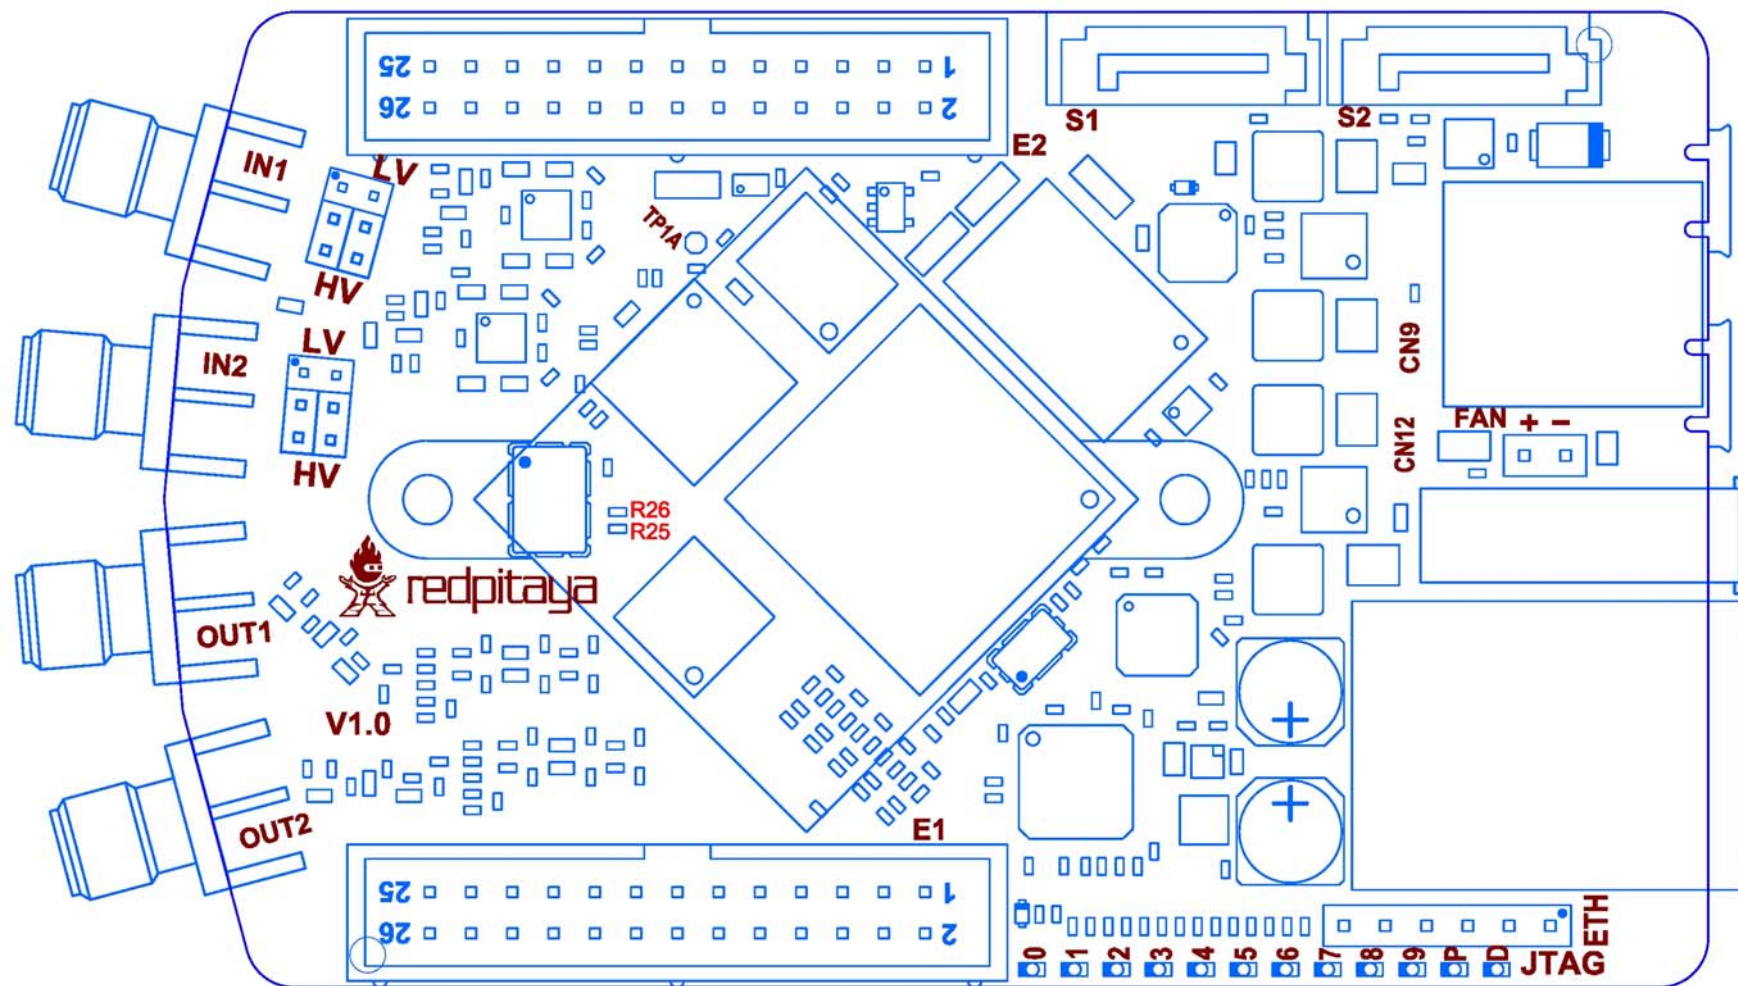 25 1
26 2
S1
S2
E2
IN1
LV
TP1A
HV
LV
IN2
CN9
HV
FAN + −
CN12
R26
R25
redpitaya
OUT1
V1.0
OUT2
E1
25 1
26 2
ETH
0 1 2 3 4 5 6 7 8 9 P D JTAG